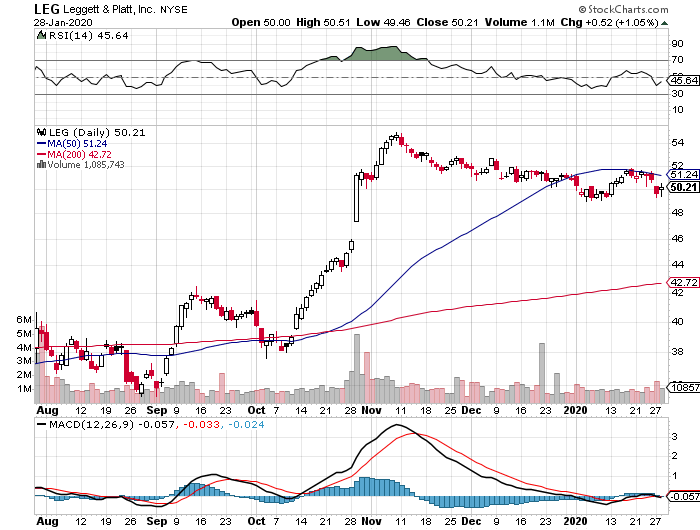 LEG Leggett & Platt, Inc. NYSE
© StockCharts.com
28-Jan-2020
Open 50.00 High 50.51 Low 49.46 Close 50.21 Volume 1.1M Chg +0.52 (+1.05%)
RSI(14) 45.64
90
70
50
45.64
30
10
LEG (Daily) 50.21
MA(50) 51.24
MA(200) 42.72
Volume 1,085,743
54
52
51.24
50.21
48
46
44
42.72
42
40
38
6M
5M
4M
3M
2M
1M
10857
Aug 12 19 26 Sep 9 16 23 Oct 7 14 21 28 Nov 11 18 25 Dec 9 16 23 2020 13 21 27
MACD(12,26,9) -0.057, -0.033, -0.024
3
2
1
-0.057
Aug 12 19 26 Sep 9 16 23 Oct 7 14 21 28 Nov 11 18 25 Dec 9 16 23 2020 13 21 27